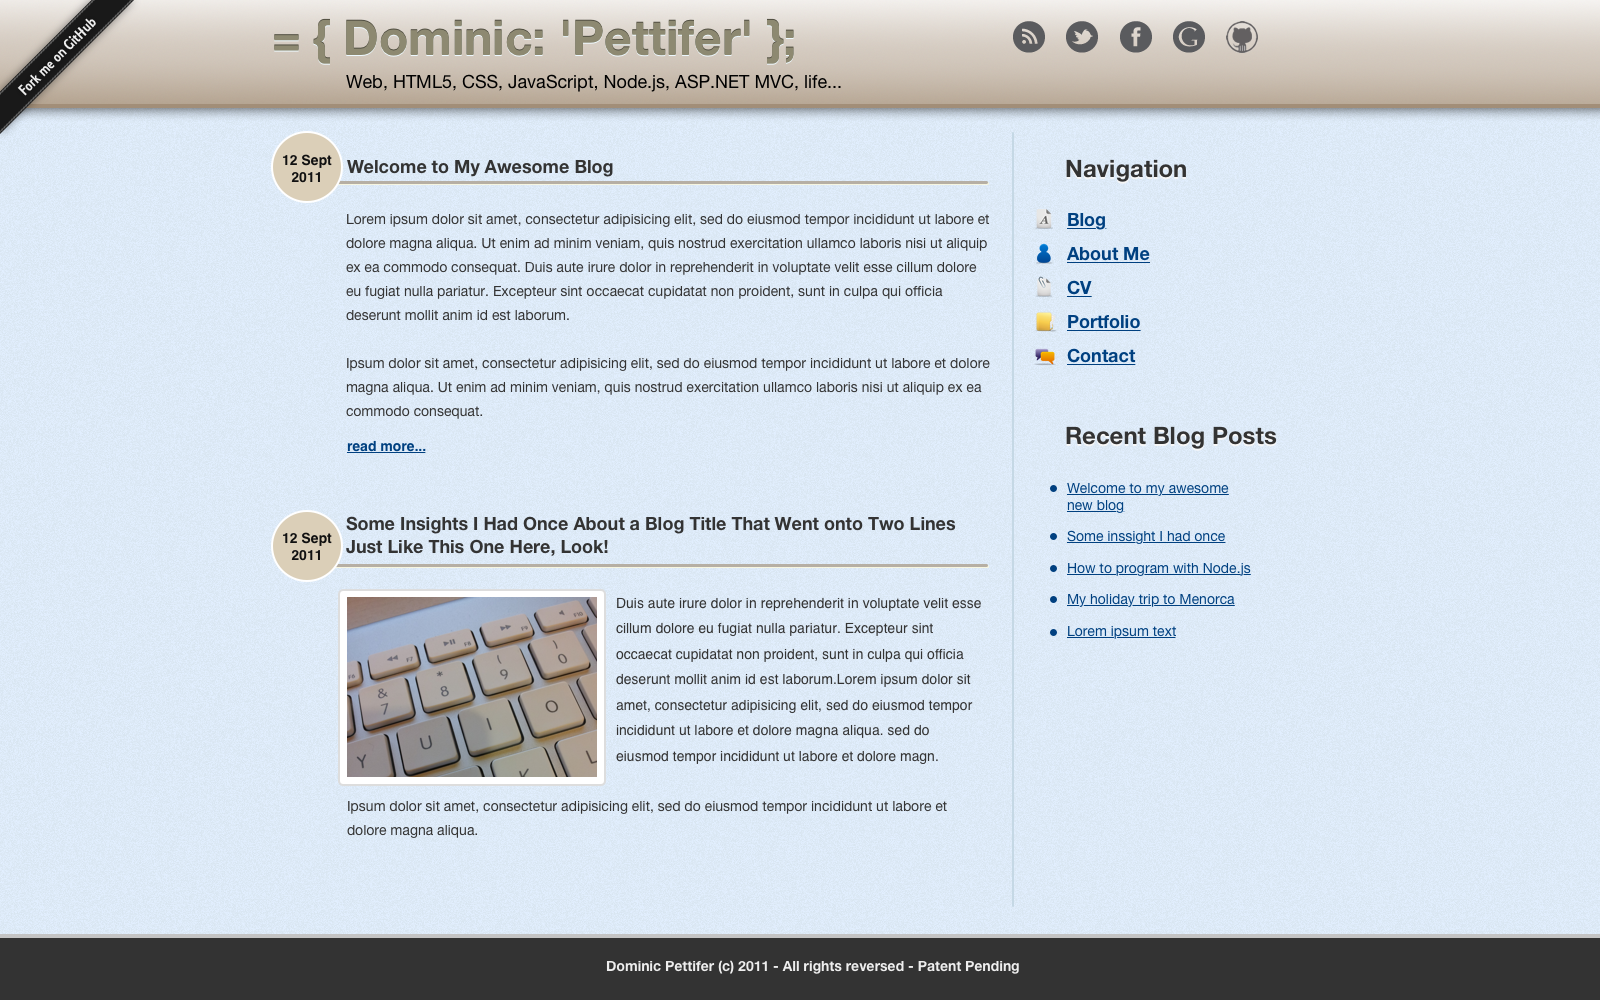 Fork me on GitHub
= { Dominic: 'Pettifer' };
Web, HTML5, CSS, JavaScript, Node.js, ASP.NET MVC, life...
12 Sept
2011
Welcome to My Awesome Blog
Lorem ipsum dolor sit amet, consectetur adipisicing elit, sed do eiusmod tempor incididunt ut labore et
dolore magna aliqua. Ut enim ad minim veniam, quis nostrud exercitation ullamco laboris nisi ut aliquip
ex ea commodo consequat. Duis aute irure dolor in reprehenderit in voluptate velit esse cillum dolore
eu fugiat nulla pariatur. Excepteur sint occaecat cupidatat non proident, sunt in culpa qui officia
deserunt mollit anim id est laborum.
Ipsum dolor sit amet, consectetur adipisicing elit, sed do eiusmod tempor incididunt ut labore et dolore
magna aliqua. Ut enim ad minim veniam, quis nostrud exercitation ullamco laboris nisi ut aliquip ex ea
commodo consequat.
read more...
12 Sept
2011
Some Insights I Had Once About a Blog Title That Went onto Two Lines
Just Like This One Here, Look!
& * ( )
7 8 9 0
Y U I O
K L
Duis aute irure dolor in reprehenderit in voluptate velit esse
cillum dolore eu fugiat nulla pariatur. Excepteur sint
occaecat cupidatat non proident, sunt in culpa qui officia
deserunt mollit anim id est laborum.Lorem ipsum dolor sit
amet, consectetur adipisicing elit, sed do eiusmod tempor
incididunt ut labore et dolore magna aliqua. sed do
eiusmod tempor incididunt ut labore et dolore magn.
Ipsum dolor sit amet, consectetur adipisicing elit, sed do eiusmod tempor incididunt ut labore et
dolore magna aliqua.
Navigation
Blog
About Me
CV
Portfolio
Contact
Recent Blog Posts
Welcome to my awesome
new blog
Some inssight I had once
How to program with Node.js
My holiday trip to Menorca
Lorem ipsum text
Dominic Pettifer (c) 2011 - All rights reversed - Patent Pending